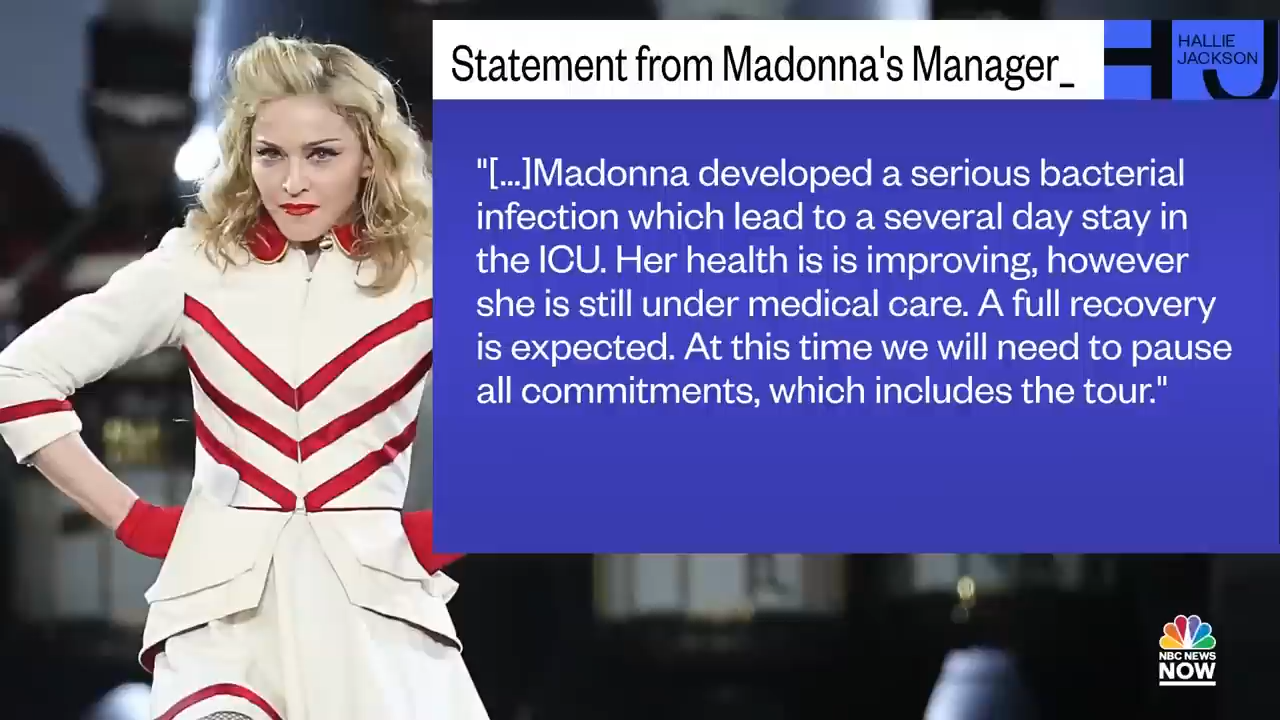 Statement from Madonna's Manager_
HALLIE
JACKSON
"[...]Madonna developed a serious bacterial
infection which lead to a several day stay in
the ICU. Her health is is improving, however
she is still under medical care. A full recovery
is expected. At this time we will need to pause
all commitments, which includes the tour."
NBC NEWS
NOW